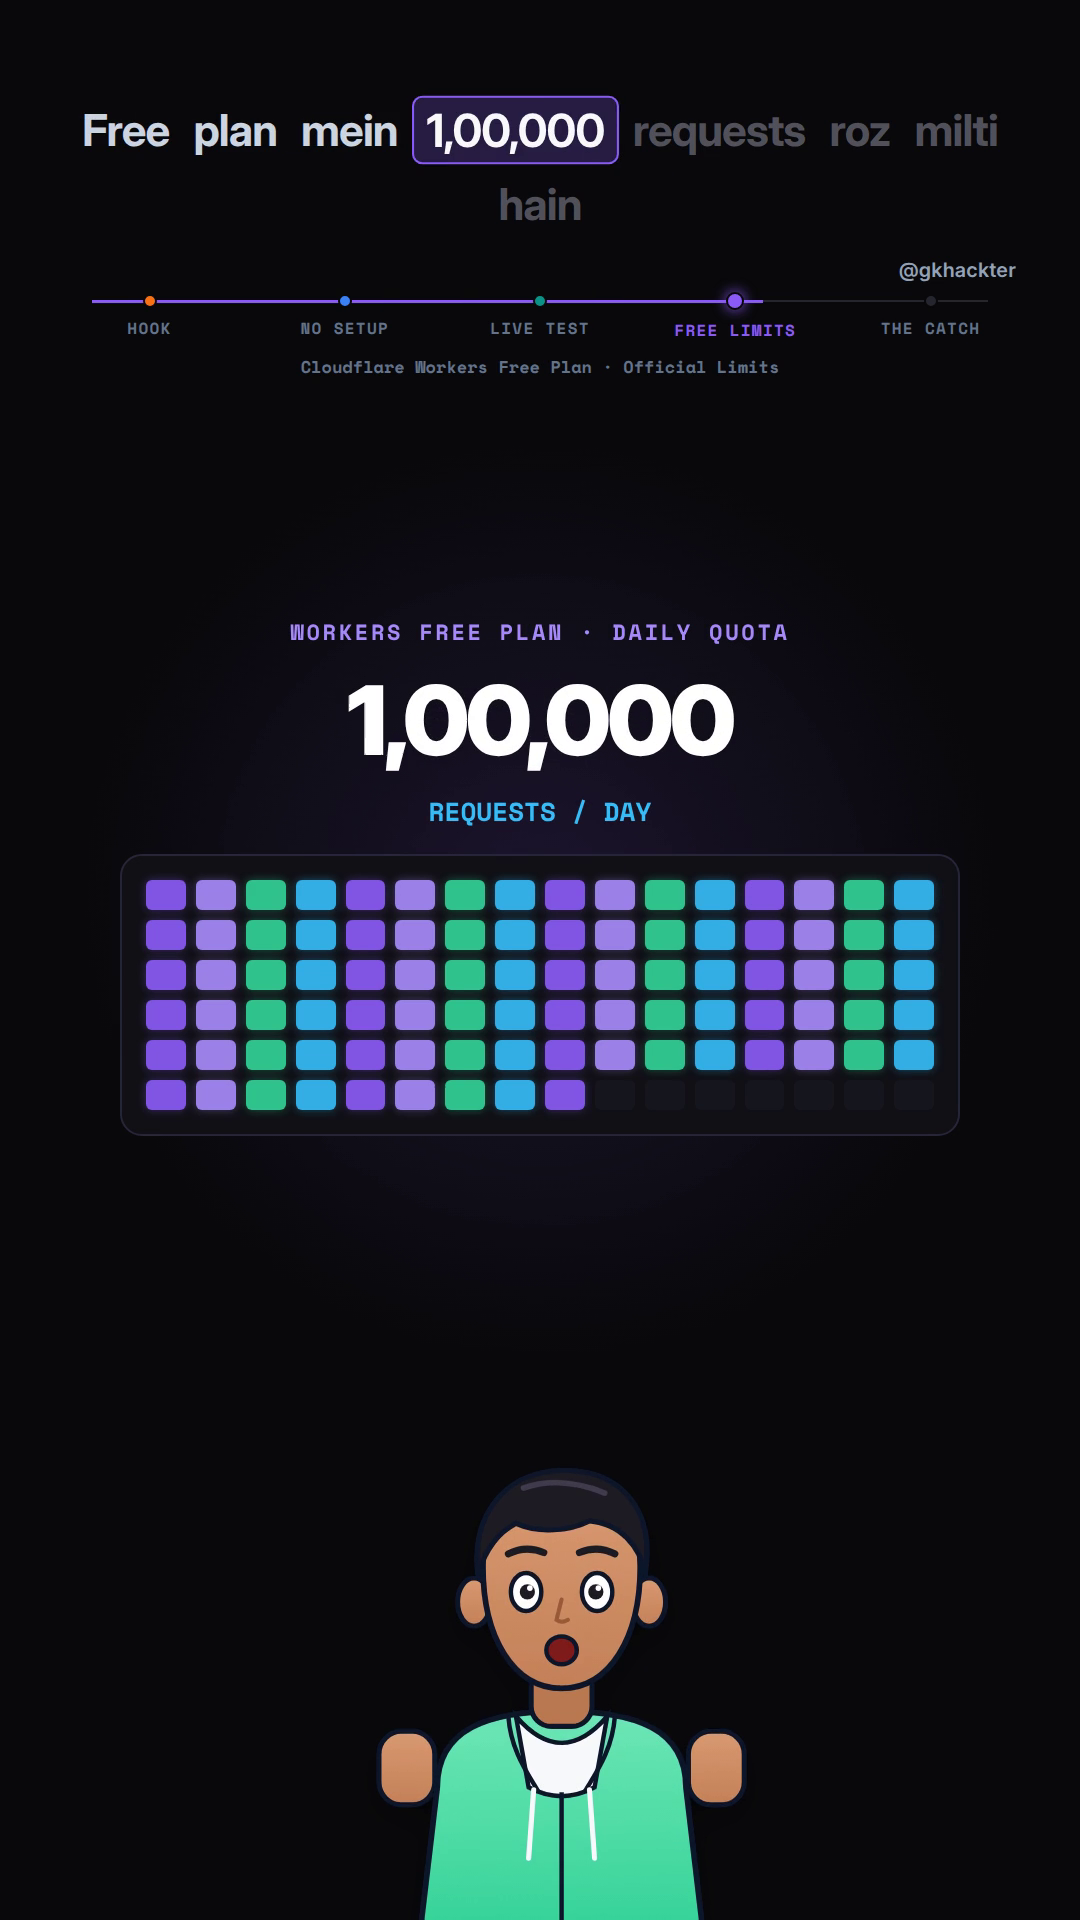 Free plan mein 1,00,000 requests roz milti
hain
@gkhackter
HOOK NO SETUP LIVE TEST FREE LIMITS THE CATCH
Cloudflare Workers Free Plan · Official Limits
WORKERS FREE PLAN · DAILY QUOTA
1,00,000
REQUESTS / DAY